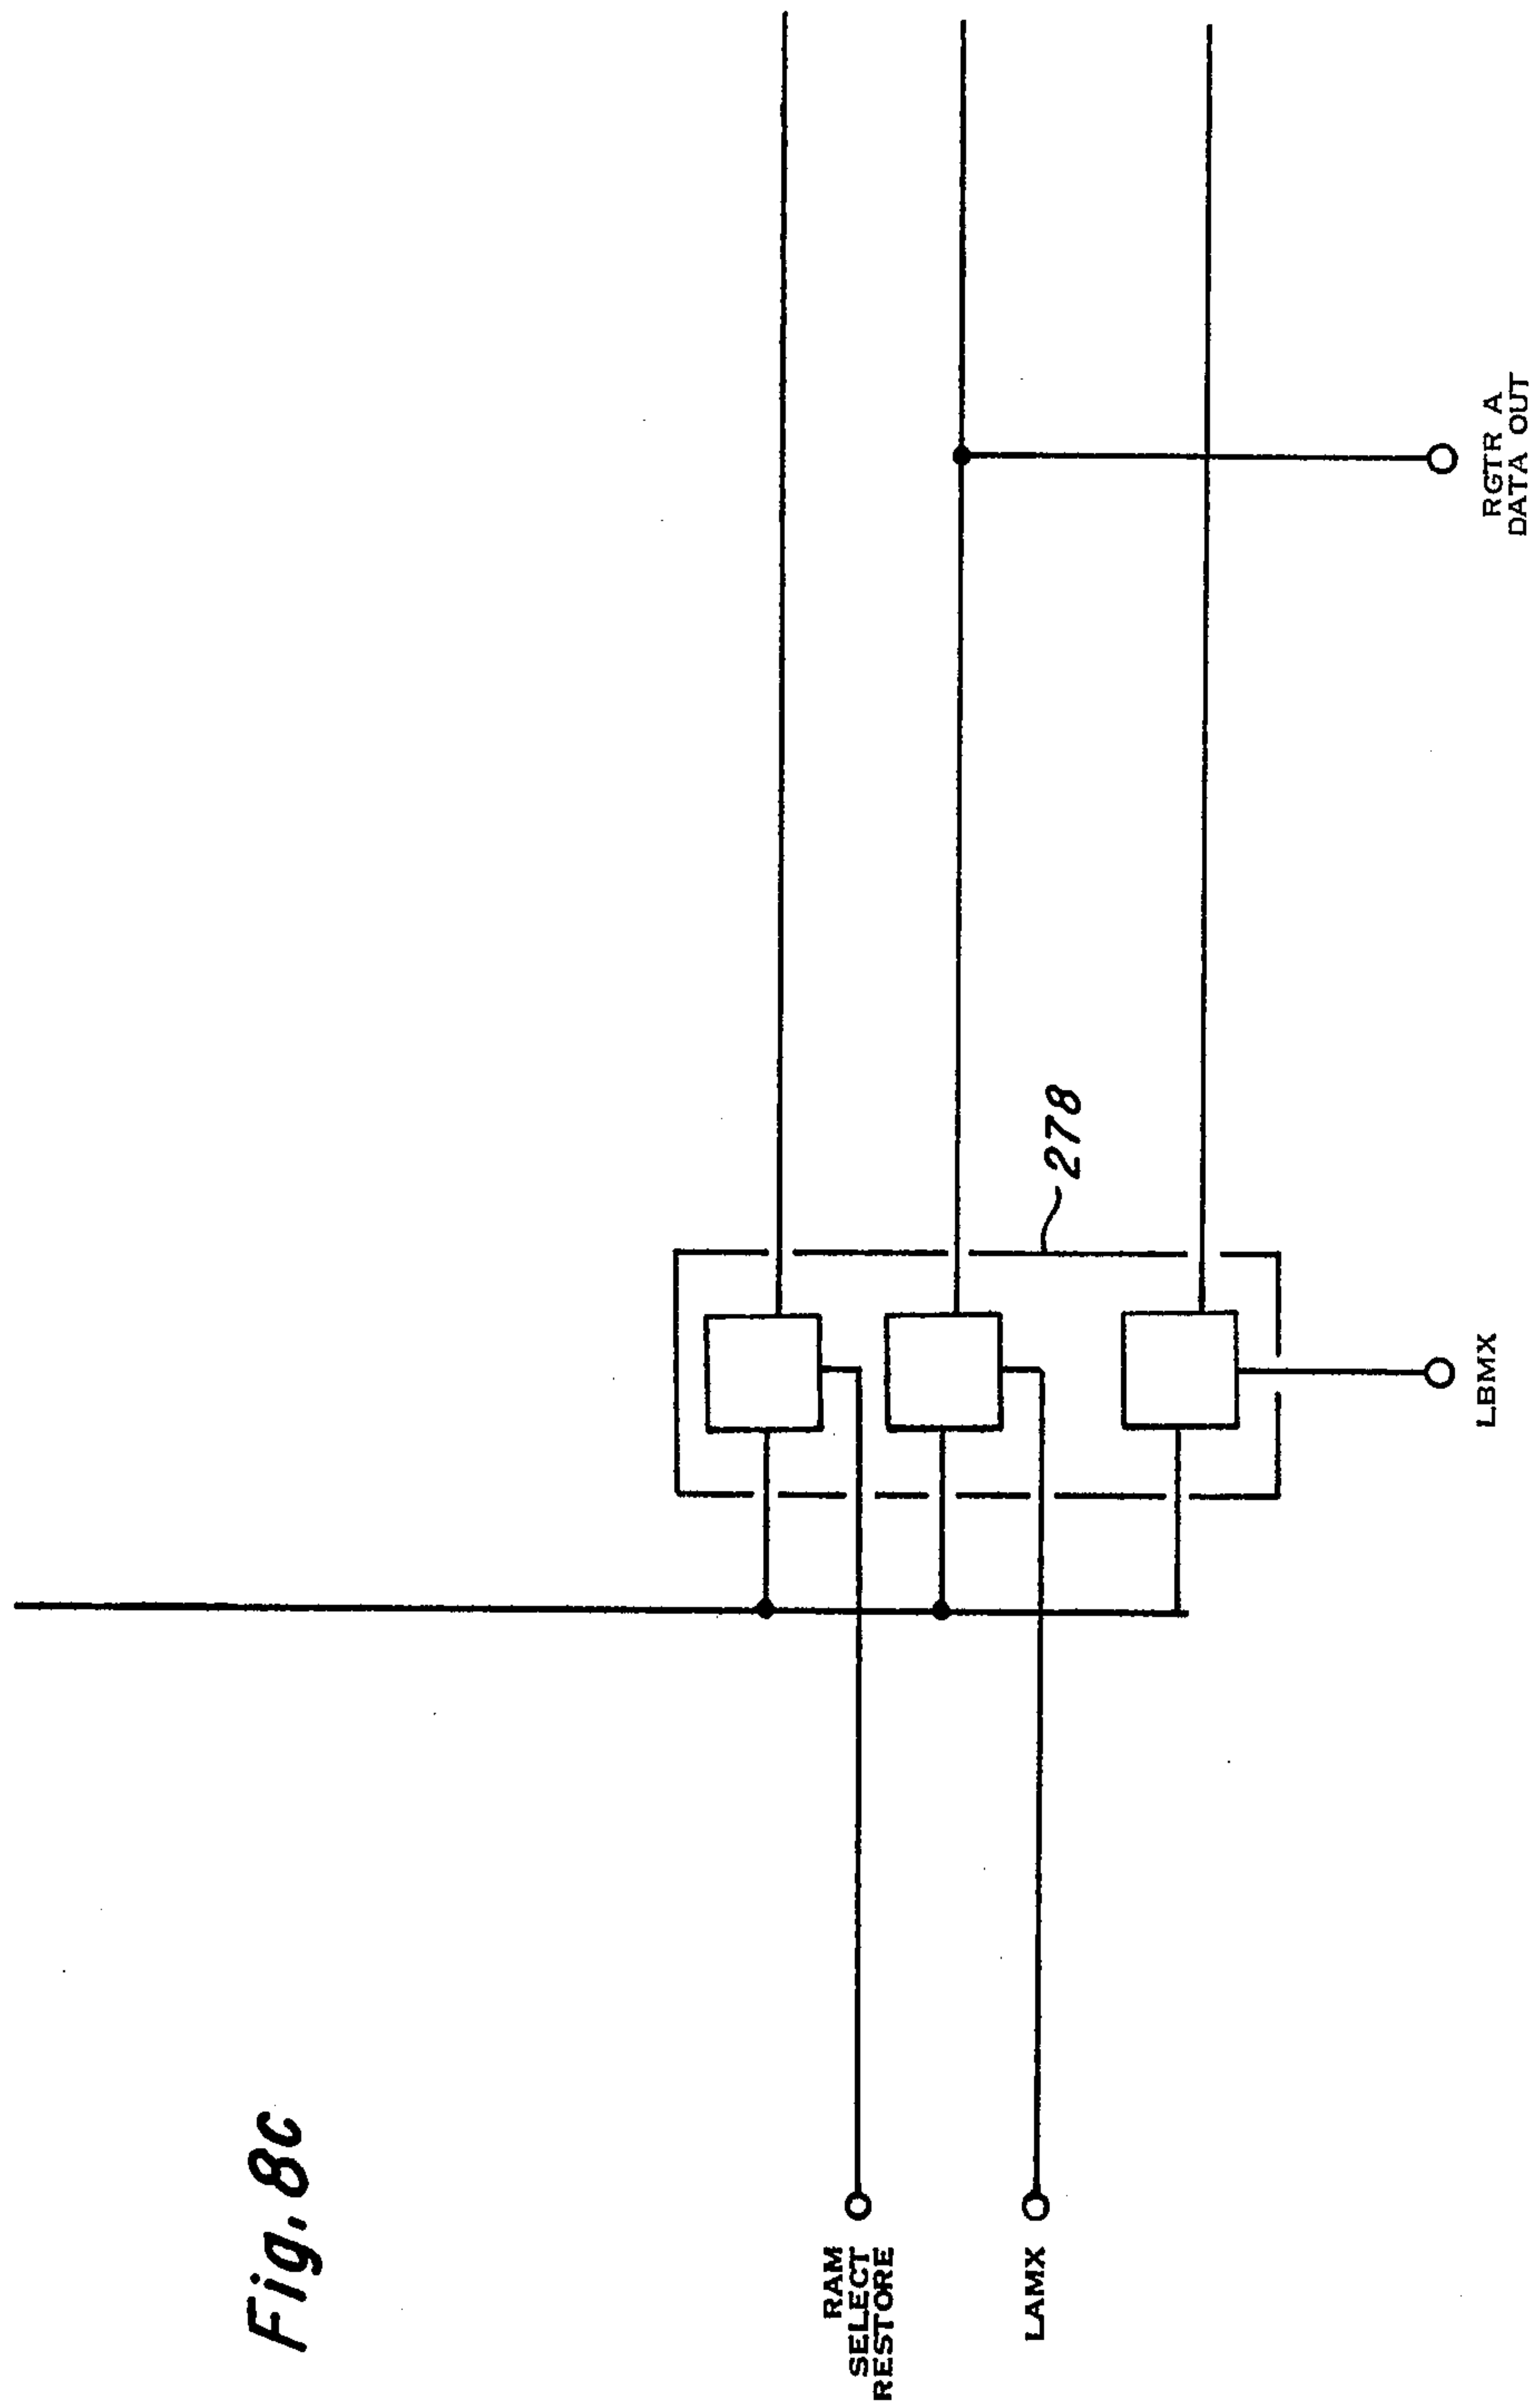 Fig. 8c
RAM
SELECT
RESTORE
LAMX
278
LBMX
RGTR A
DATA OUT